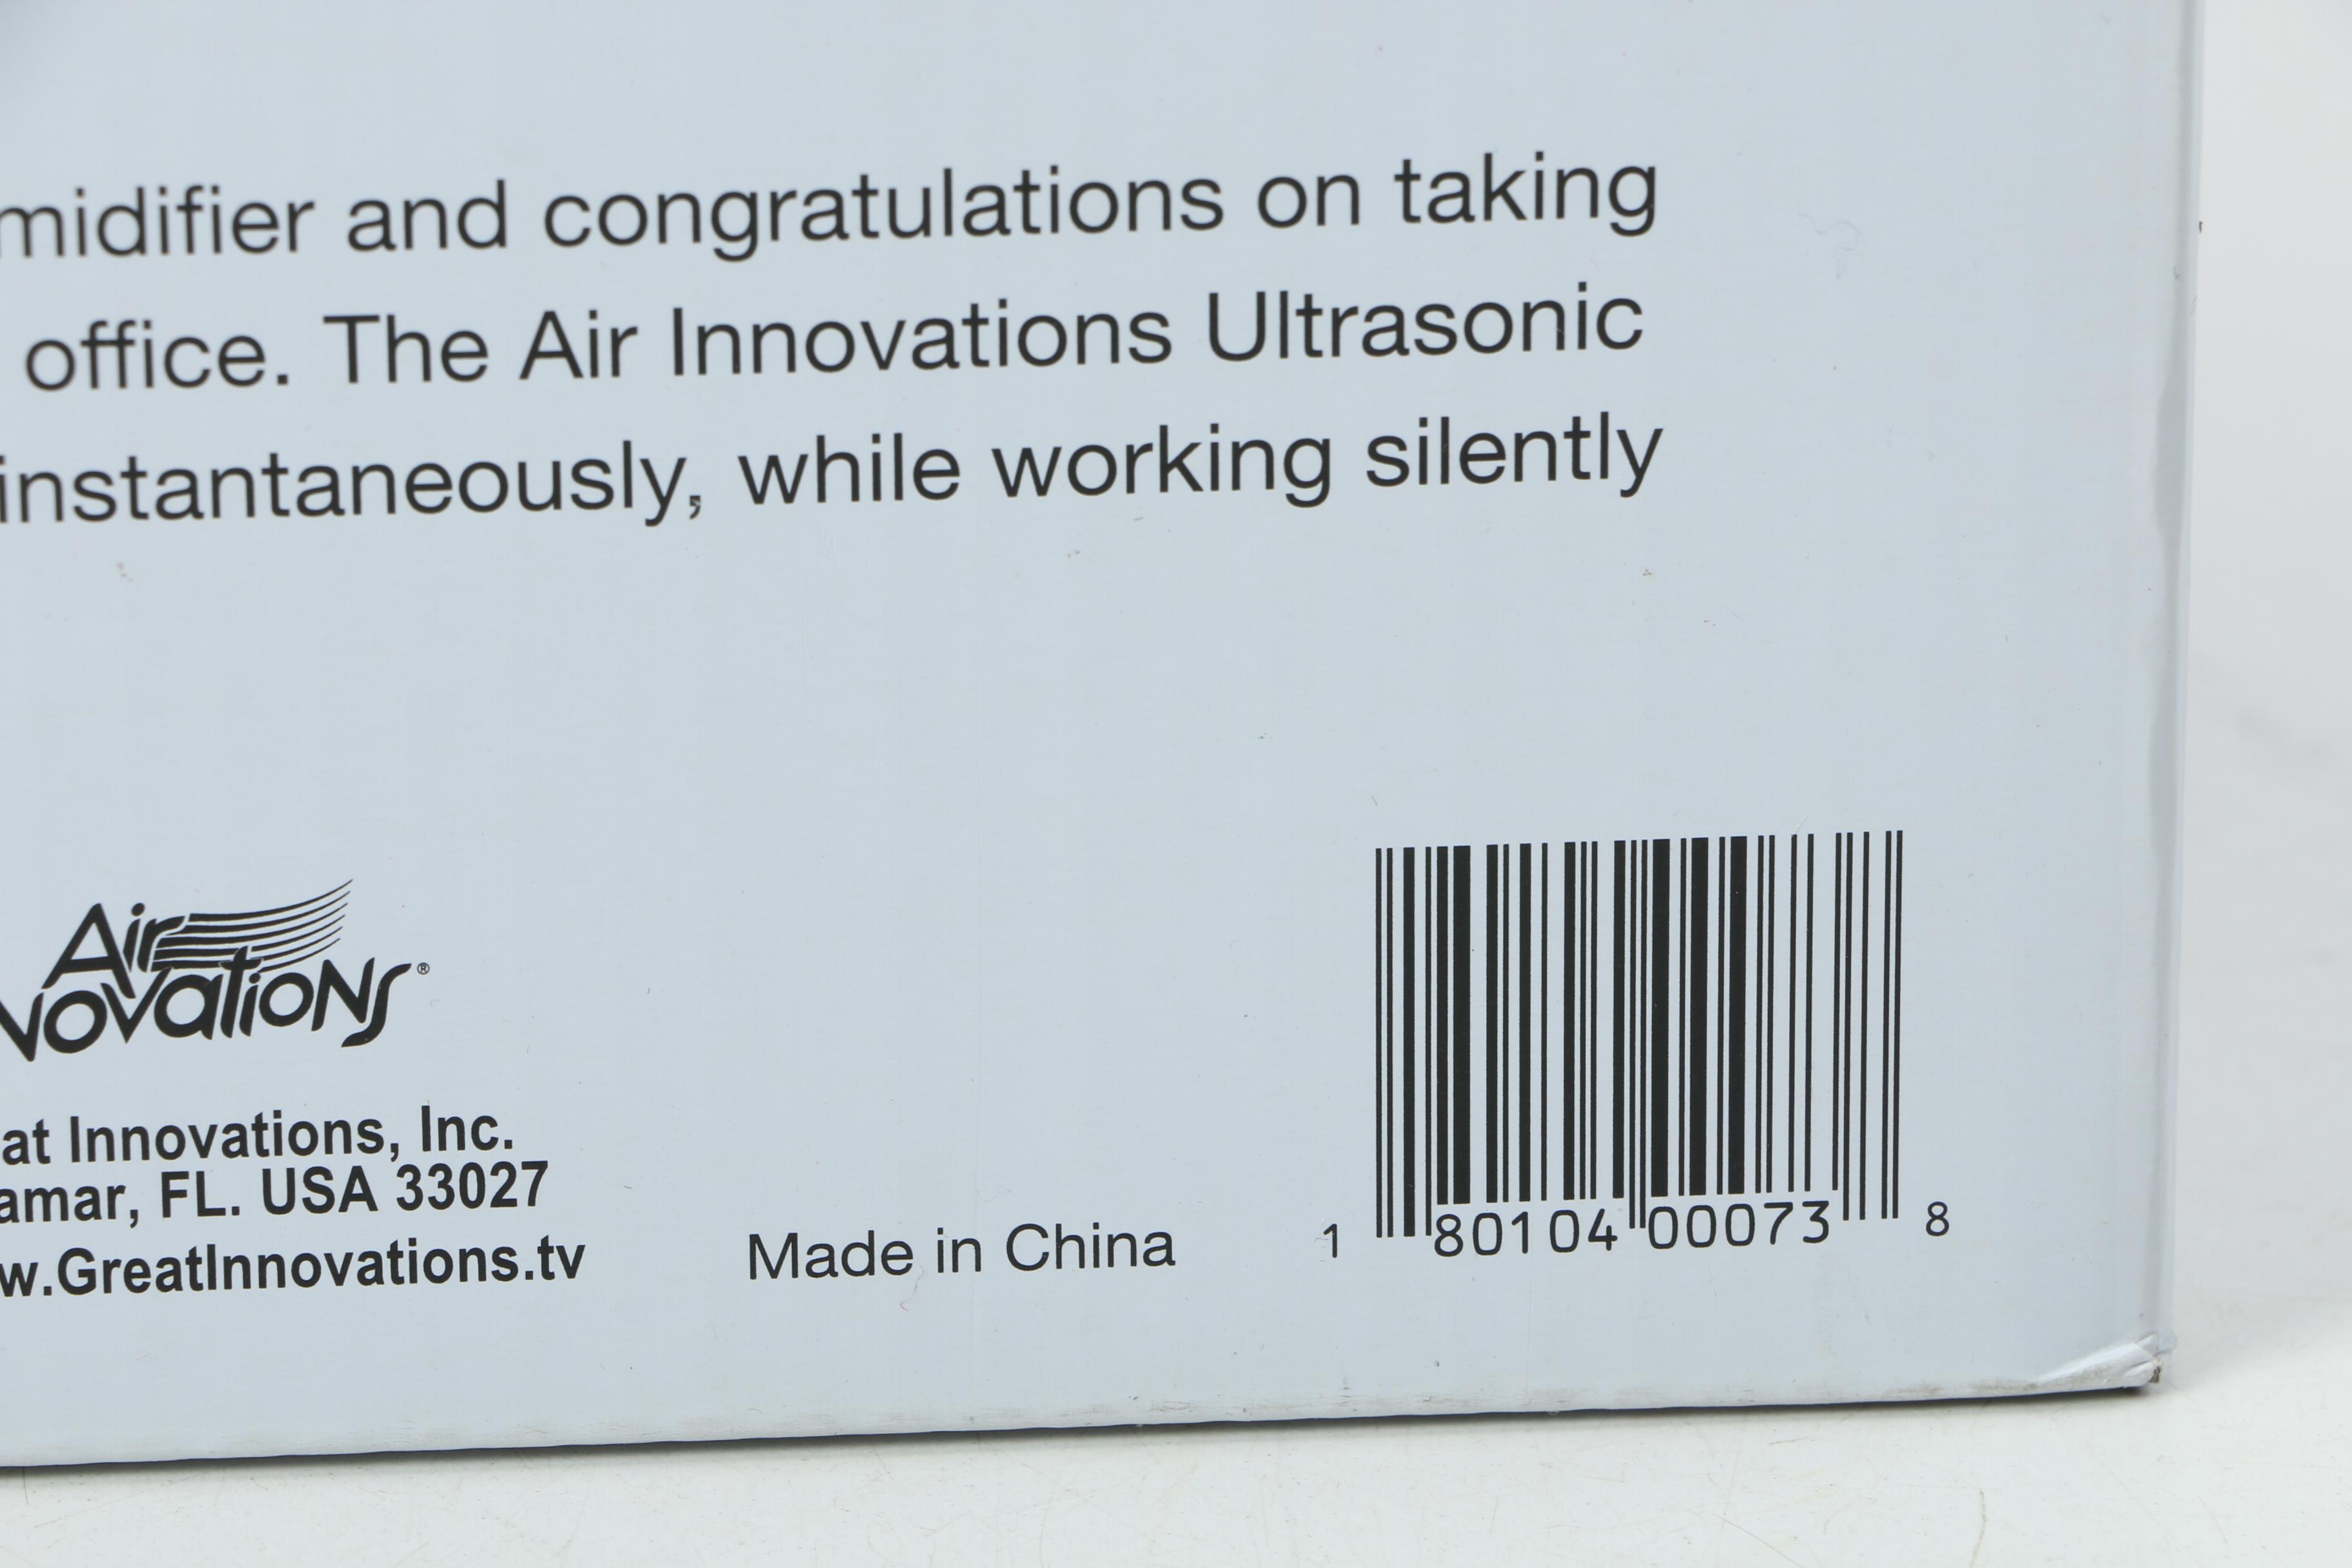 midifier and congratulations on taking
office. The Air Innovations Ultrasonic
instantaneously, while working silently
Air
NOVatiONS®
at Innovations, Inc.
amar, FL. USA 33027
w.GreatInnovations.tv
Made in China
1 80104 00073 8